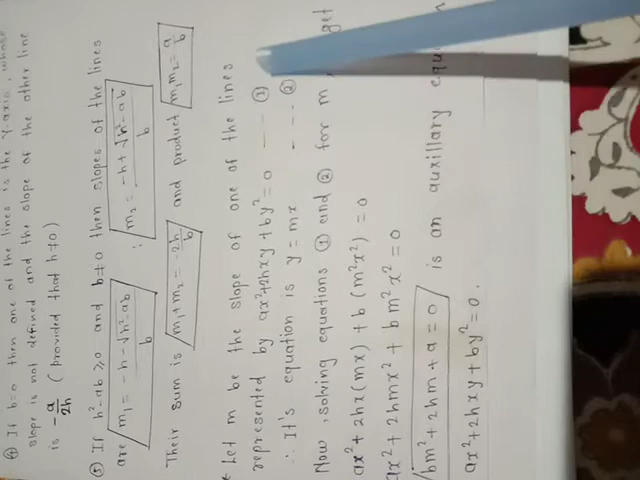 ④ If b=0 then one of the lines is the Y-axis, whose
slope is not defined and the slope of the other line
is -a/2h (provided that h≠0)
⑤ If h²-ab ≥0 and b≠0 then slopes of the lines
are m₁ = -h-√h²-ab/b ; m₂ = -h+√h²-ab/b
Their sum is m₁+m₂ = -2h/b and product m₁m₂ = a/b
* Let m be the slope of one of the lines
represented by ax²+2hxy+by²=0 --- ①
∴ It's equation is y=mx ---- ②
Now, solving equations ① and ② for m, get
ax²+2hx(mx)+b(m²x²)=0
ax²+2hmx²+bm²x²=0
bm²+2hm+a=0 is an auxillary
ax²+2hxy+by²=0.